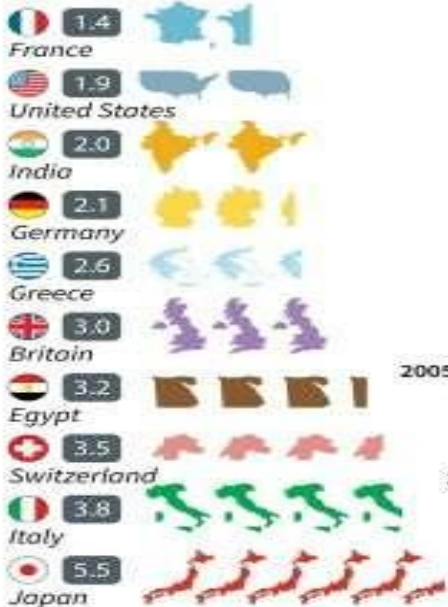 1.4
France
1.9
United States
2.0
India
2.1
Germany
2.6
Greece
3.0
Britain
2005
3.2
Egypt
3.5
Switzerland
3.8
Italy
5.5
Japan